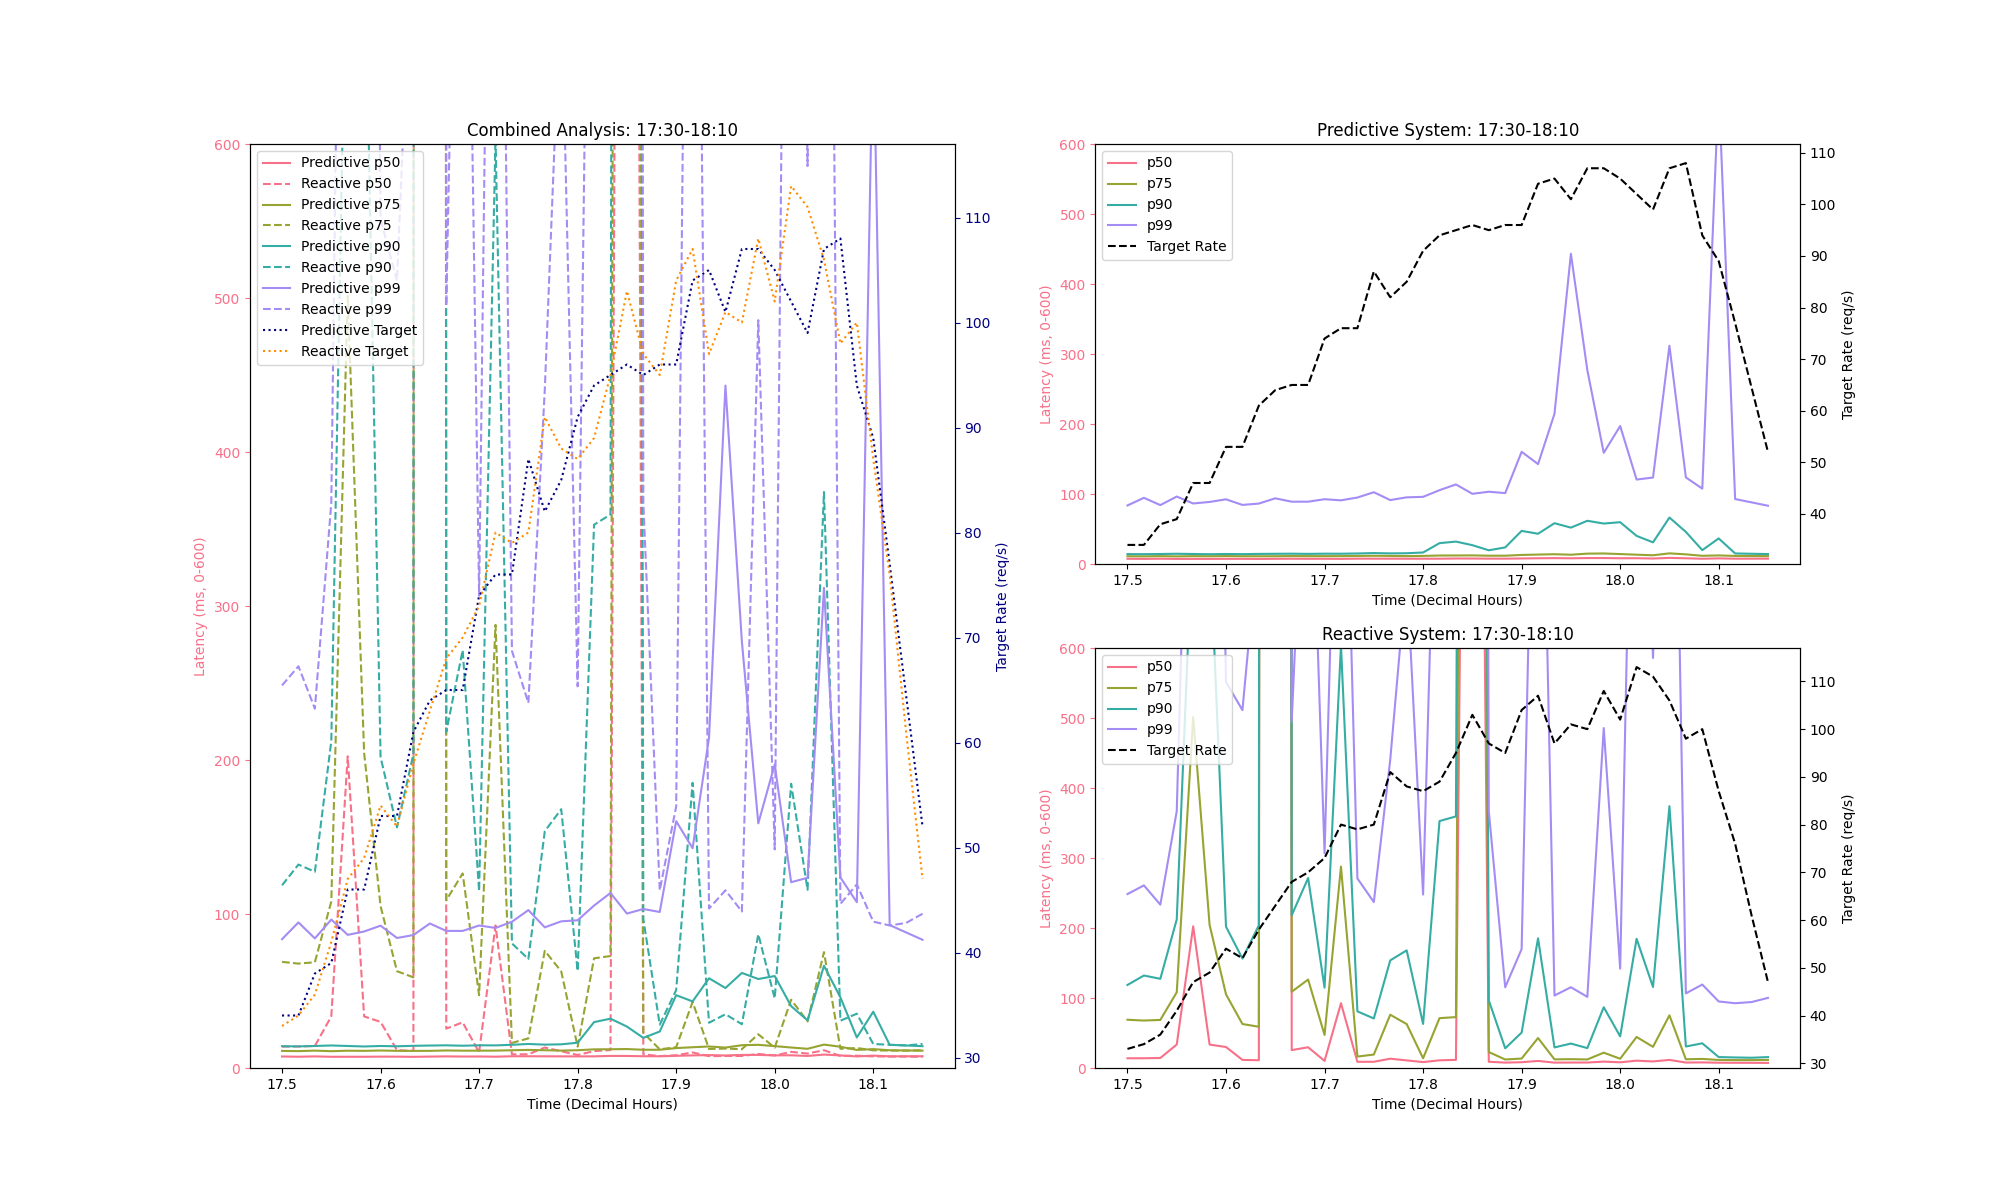 Combined Analysis: 17:30-18:10
Predictive p50
Reactive p50
Predictive p75
Reactive p75
Predictive p90
Reactive p90
Predictive p99
Reactive p99
Predictive Target
Reactive Target
600
500
400
300
200
100
0
Latency (ms, 0-600)
110
100
90
80
70
60
50
40
30
Target Rate (req/s)
17.5 17.6 17.7 17.8 17.9 18.0 18.1
Time (Decimal Hours)
Predictive System: 17:30-18:10
p50
p75
p90
p99
Target Rate
600
500
400
300
200
100
0
Latency (ms, 0-600)
110
100
90
80
70
60
50
40
Target Rate (req/s)
17.5 17.6 17.7 17.8 17.9 18.0 18.1
Time (Decimal Hours)
Reactive System: 17:30-18:10
p50
p75
p90
p99
Target Rate
600
500
400
300
200
100
0
Latency (ms, 0-600)
110
100
90
80
70
60
50
40
30
Target Rate (req/s)
17.5 17.6 17.7 17.8 17.9 18.0 18.1
Time (Decimal Hours)